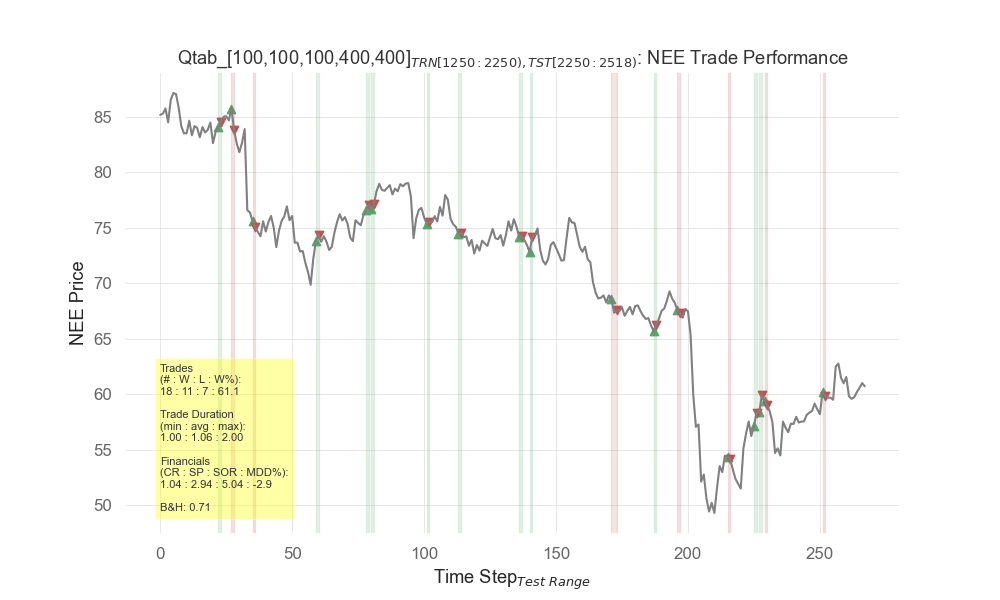 Qtab_[100,100,100,400,400]TRN[1250:2250),TST[2250:2518): NEE Trade Performance
NEE Price
85
80
75
70
65
60
55
50
Trades
(# : W : L : W%):
18 : 11 : 7 : 61.1
Trade Duration
(min : avg : max):
1.00 : 1.06 : 2.00
Financials
(CR : SP : SOR : MDD%):
1.04 : 2.94 : 5.04 : -2.9
B&H: 0.71
0 50 100 150 200 250
Time StepTest Range